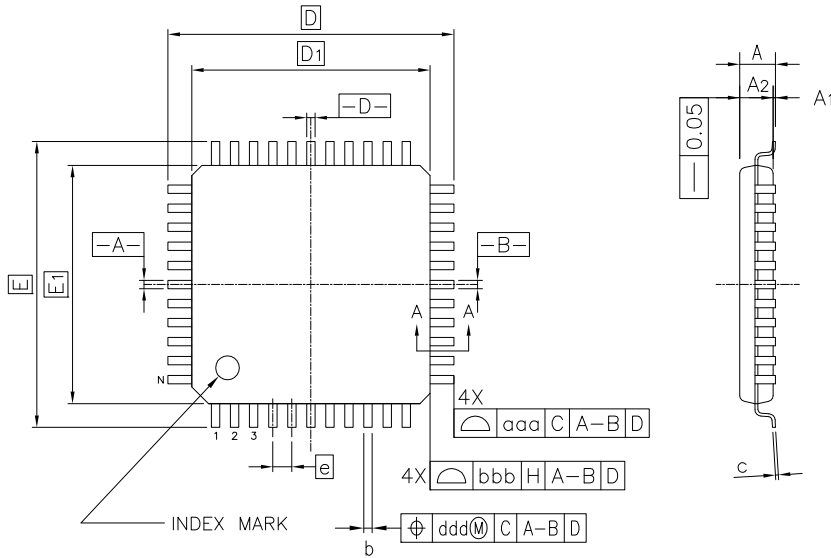 D
D1
-D-
A
A2
A1
— 0.05
-A-
-B-
E
E1
A A
N
4X
⌓ aaa C A-B D
1 2 3
e
4X ⌓ bbb H A-B D
c
INDEX MARK
b
⌖ ddd Ⓜ C A-B D